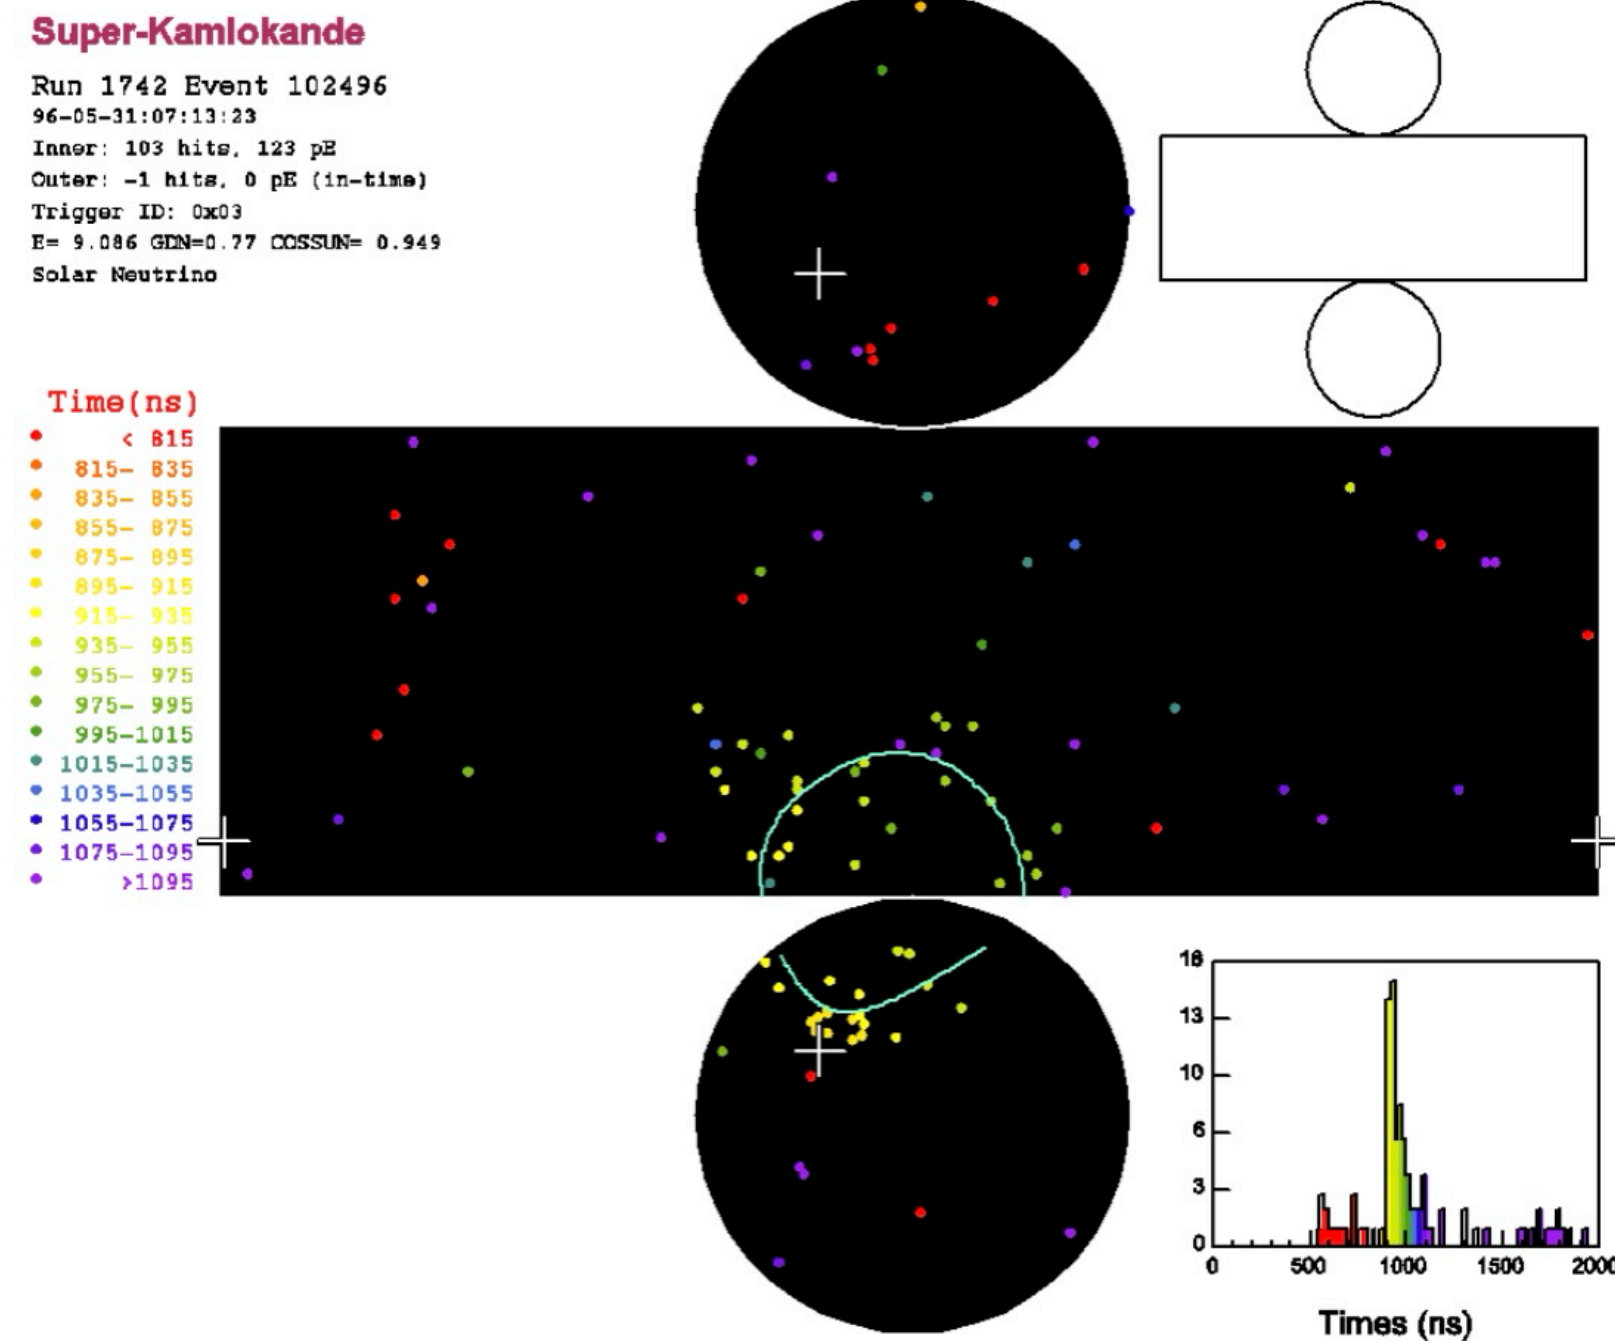 Super-Kamiokande
Run 1742 Event 102496
96-05-31:07:13:23
Inner: 103 hits, 123 pE
Outer: -1 hits, 0 pE (in-time)
Trigger ID: 0x03
E= 9.086 GDN=0.77 COSSUN= 0.949
Solar Neutrino
Time(ns)
< 815
815- 835
835- 855
855- 875
875- 895
895- 915
915- 935
935- 955
955- 975
975- 995
995-1015
1015-1035
1035-1055
1055-1075
1075-1095
>1095
16
13
10
6
3
0
0 500 1000 1500 2000
Times (ns)